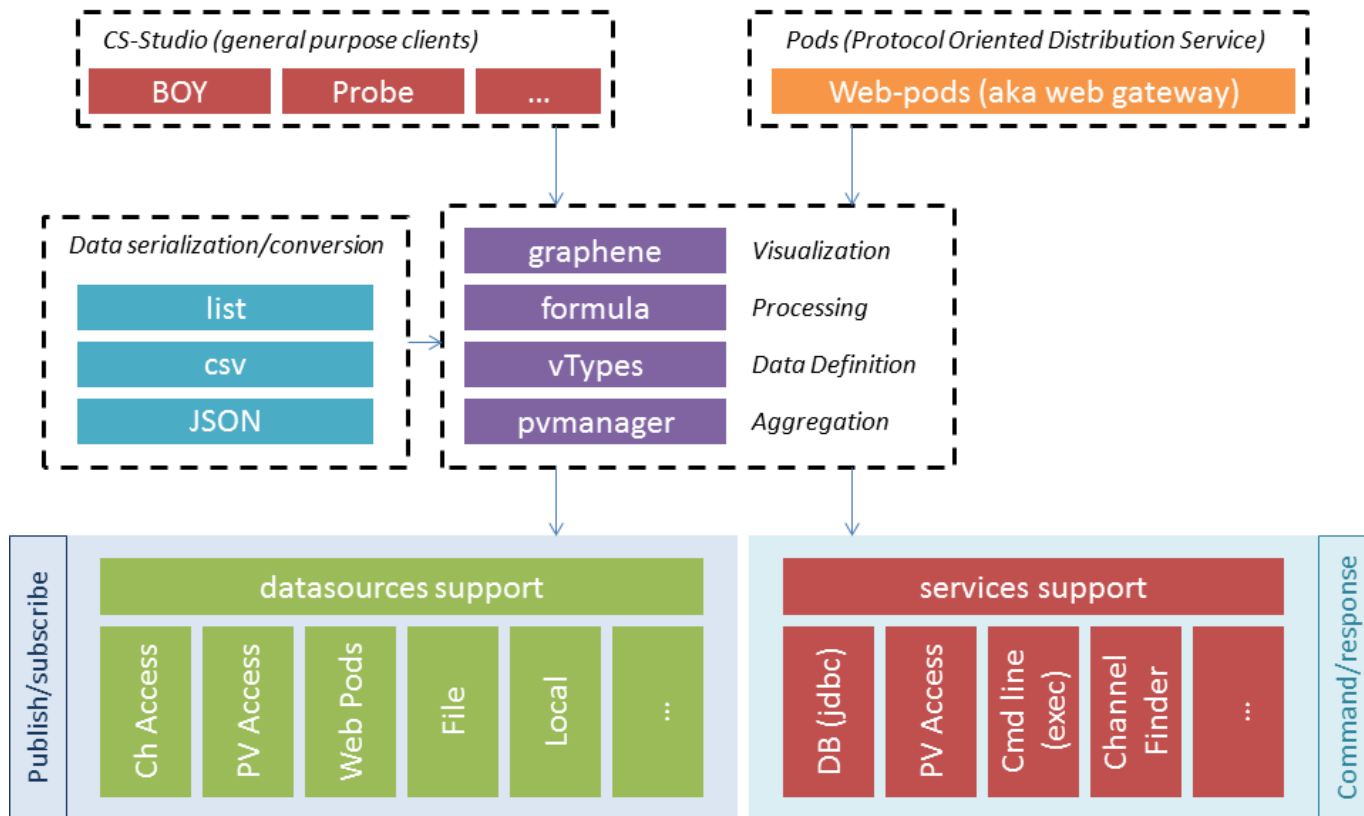 CS-Studio (general purpose clients)
BOY
Probe
...
Pods (Protocol Oriented Distribution Service)
Web-pods (aka web gateway)
Data serialization/conversion
list
csv
JSON
graphene
Visualization
formula
Processing
vTypes
Data Definition
pvmanager
Aggregation
Publish/subscribe
datasources support
Ch Access
PV Access
Web Pods
File
Local
...
services support
DB (jdbc)
PV Access
Cmd line
(exec)
Channel
Finder
...
Command/response